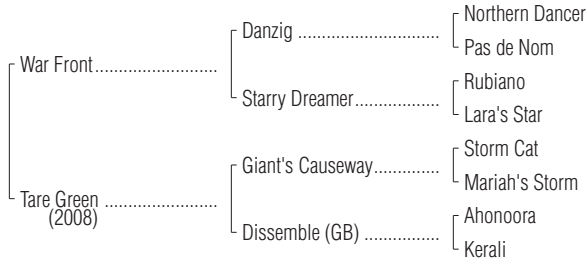 Northern Dancer
Danzig ..............................
Pas de Nom
War Front..........................
Rubiano
Starry Dreamer..................
Lara's Star
Storm Cat
Giant's Causeway..............
Mariah's Storm
Tare Green ........................
(2008)
Ahonoora
Dissemble (GB) ................
Kerali